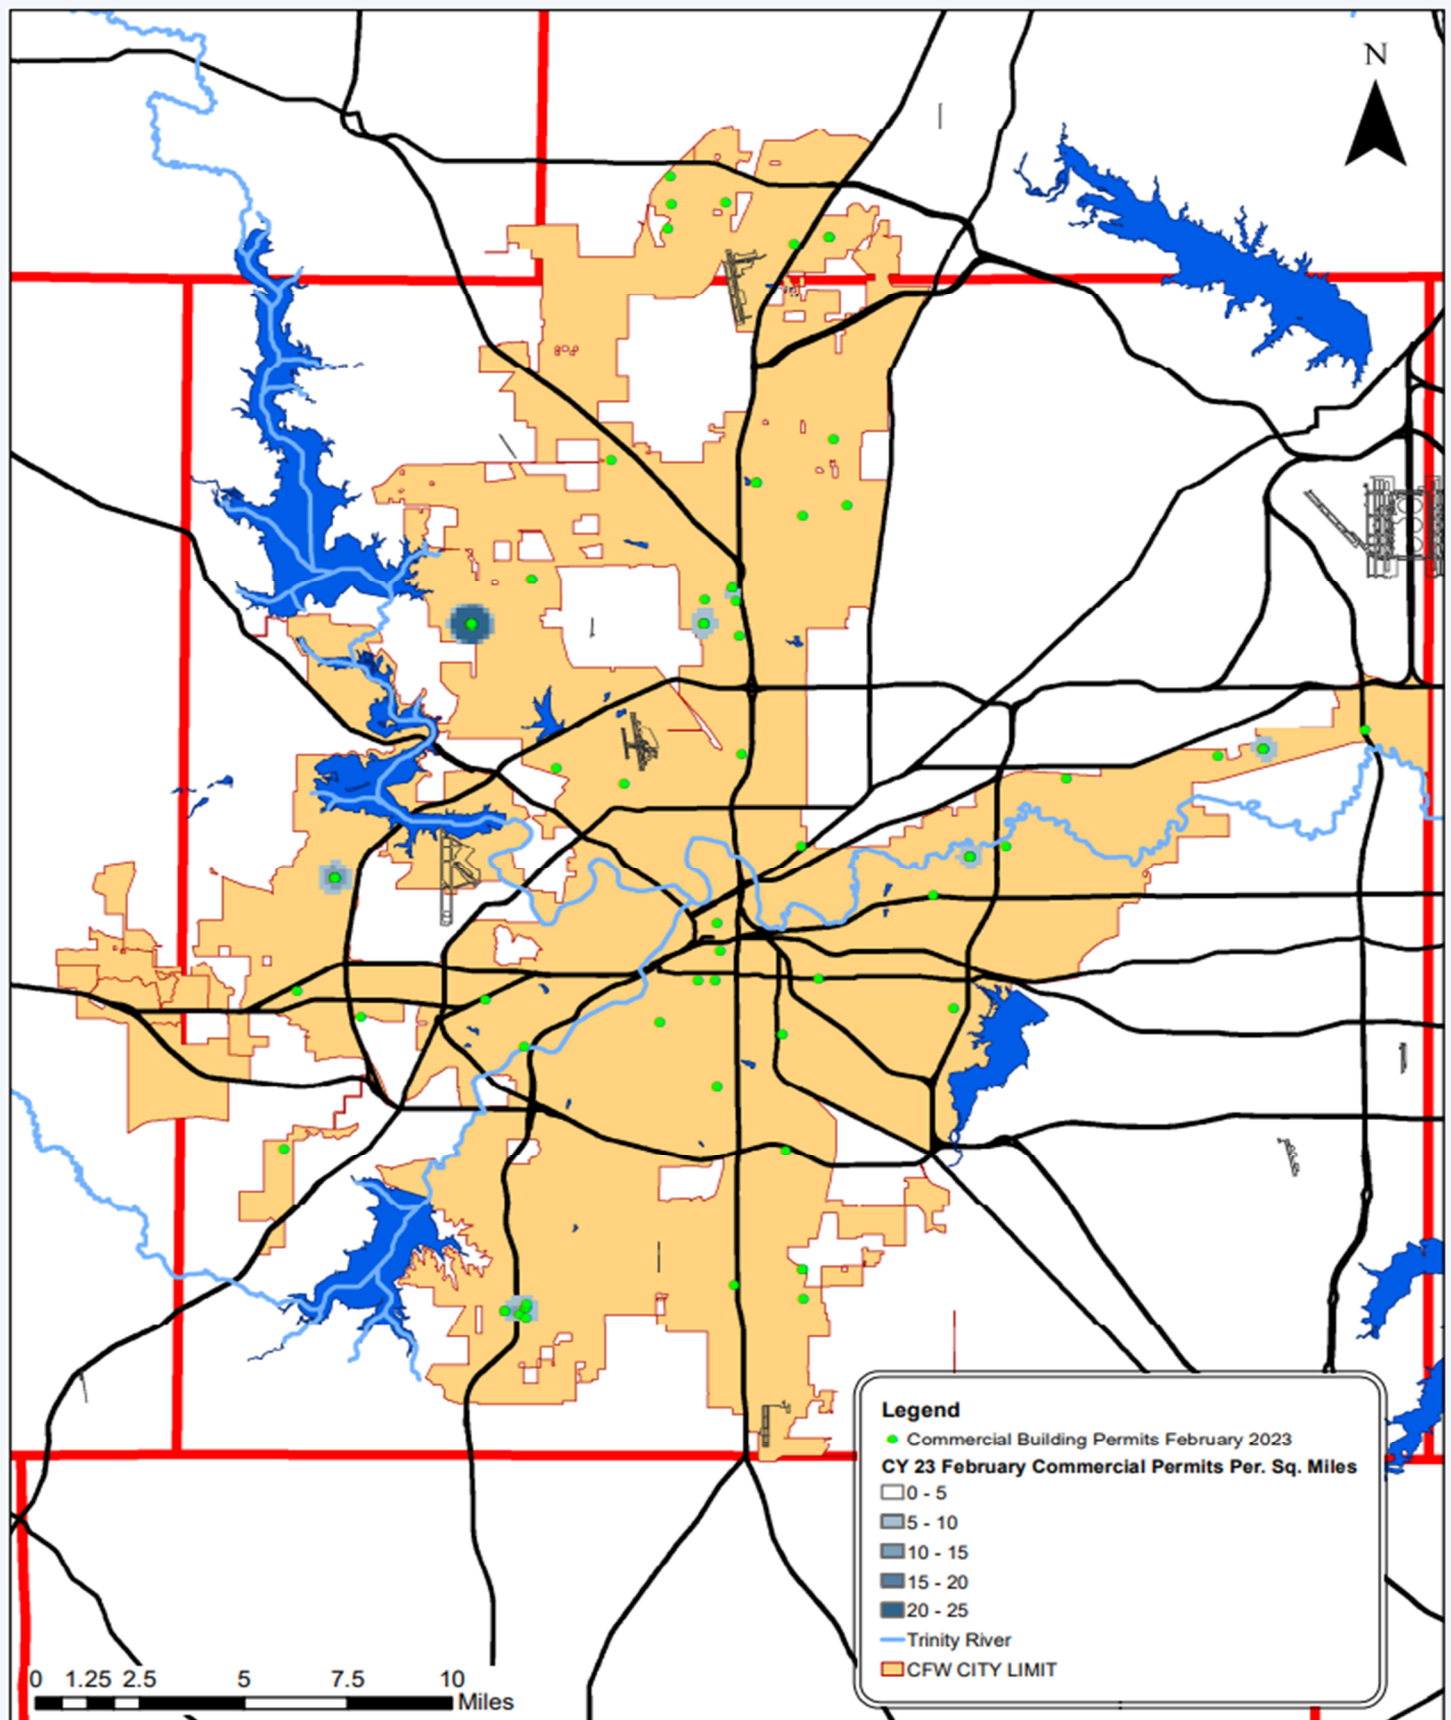 N
Legend
Commercial Building Permits February 2023
CY 23 February Commercial Permits Per. Sq. Miles
0 - 5
5 - 10
10 - 15
15 - 20
20 - 25
Trinity River
CFW CITY LIMIT
0 1.25 2.5 5 7.5 10
Miles